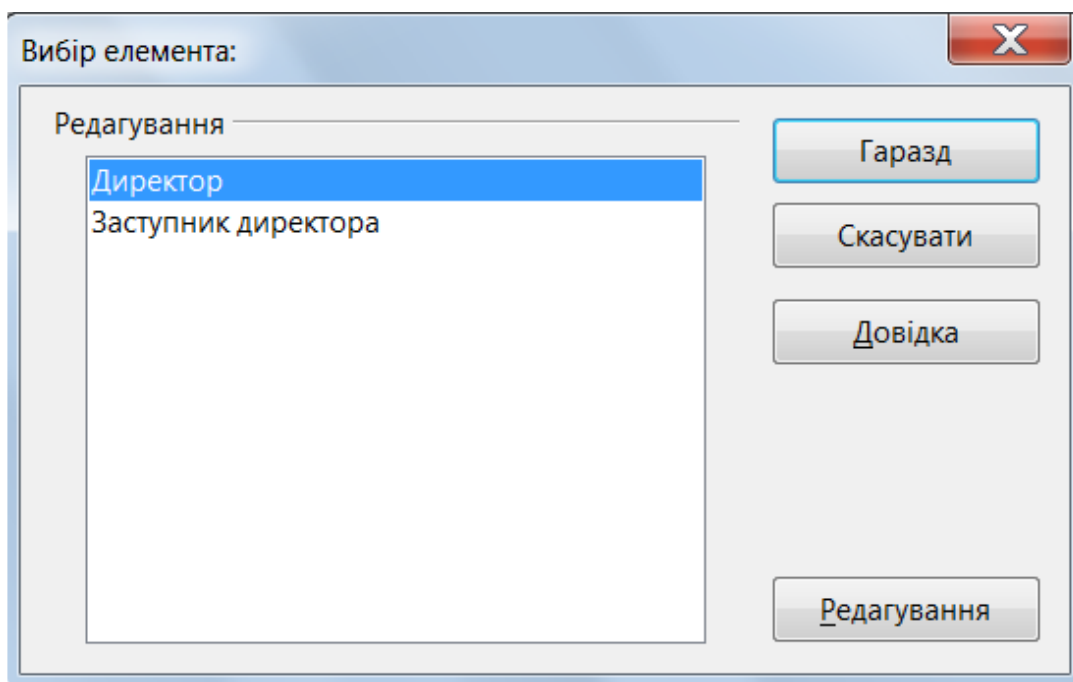 Вибір елемента:
Редагування
Директор
Заступник директора
Гаразд
Скасувати
Довідка
Редагування